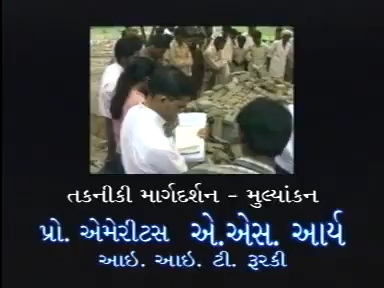 તકનીકી માર્ગદર્શન - મુલ્યાંકન
પ્રો. એમેરીટસ એ.એસ. આર્ય
આઇ. આઇ. ટી. રૂરકી